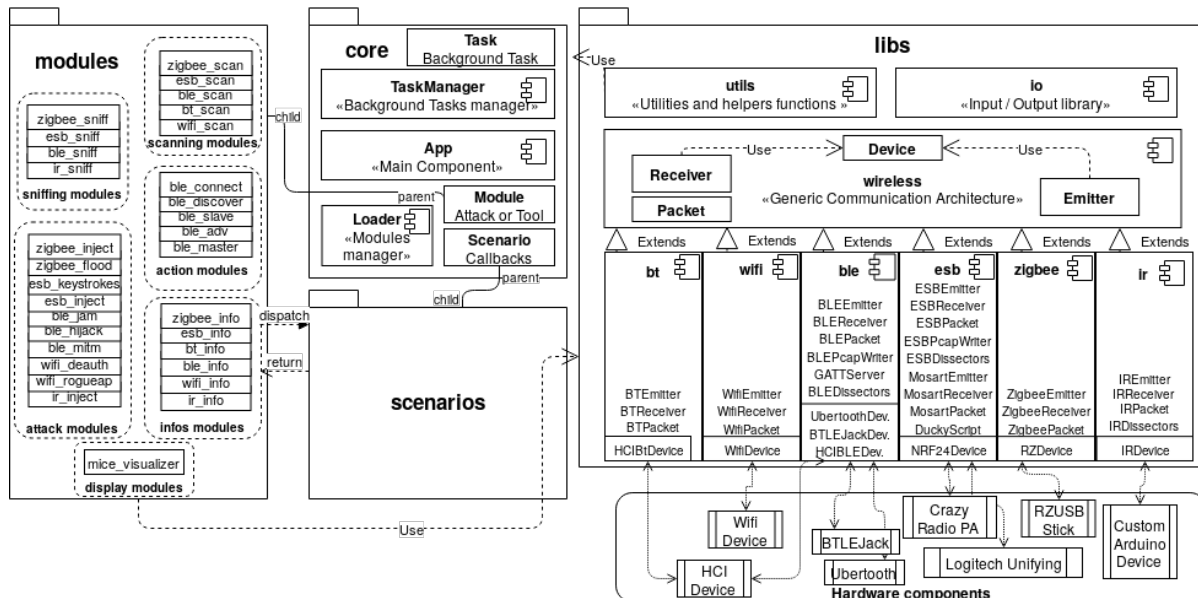 modules
zigbee_scan
esb_scan
ble_scan
bt_scan
wifi_scan
scanning modules
zigbee_sniff
esb_sniff
ble_sniff
ir_sniff
sniffing modules
ble_connect
ble_discover
ble_slave
ble_adv
ble_master
action modules
zigbee_inject
zigbee_flood
esb_keystrokes
esb_inject
ble_jam
ble_hijack
ble_mitm
wifi_deauth
wifi_rogueap
ir_inject
attack modules
zigbee_info
esb_info
bt_info
ble_info
wifi_info
ir_info
infos modules
mice_visualizer
display modules
child
dispatch
return
Use
core
Task
Background Task
TaskManager
«Background Tasks manager»
App
«Main Component»
parent
Module
Attack or Tool
Loader
«Modules
manager»
Scenario
Callbacks
parent
child
scenarios
libs
Use
utils
«Utilities and helpers functions »
io
«Input / Output library»
Device
Use
Use
Receiver
Packet
wireless
«Generic Communication Architecture»
Emitter
Extends
Extends
Extends
Extends
Extends
Extends
bt
BTEmitter
BTReceiver
BTPacket
HCIBtDevice
wifi
WifiEmitter
WifiReceiver
WifiPacket
WifiDevice
ble
BLEEmitter
BLEReceiver
BLEPacket
BLEPcapWriter
GATTServer
BLEDissectors
UbertoothDev.
BTLEJackDev.
HCIBLEDev.
esb
ESBEmitter
ESBReceiver
ESBPacket
ESBPcapWriter
ESBDissectors
MosartEmitter
MosartReceiver
MosartPacket
DuckyScript
NRF24Device
zigbee
ZigbeeEmitter
ZigbeeReceiver
ZigbeePacket
RZDevice
ir
IREmitter
IRReceiver
IRPacket
IRDissectors
IRDevice
Wifi
Device
HCI
Device
BTLEJack
Ubertooth
Crazy
Radio PA
Logitech Unifying
RZUSB
Stick
Custom
Arduino
Device
Hardware components